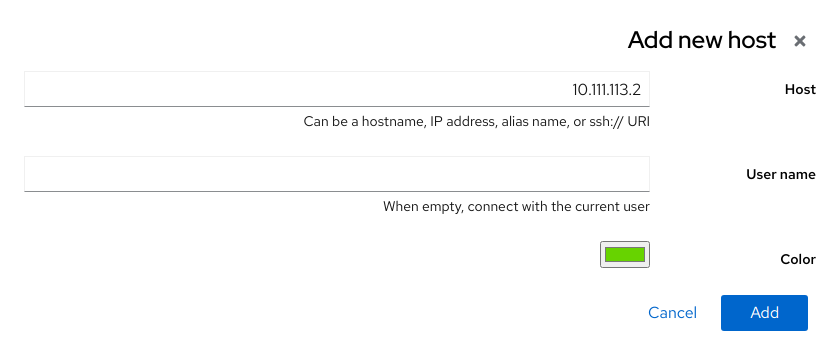 Add new host ×
Host
10.111.113.2
Can be a hostname, IP address, alias name, or ssh:// URI
User name
When empty, connect with the current user
Color
Cancel
Add